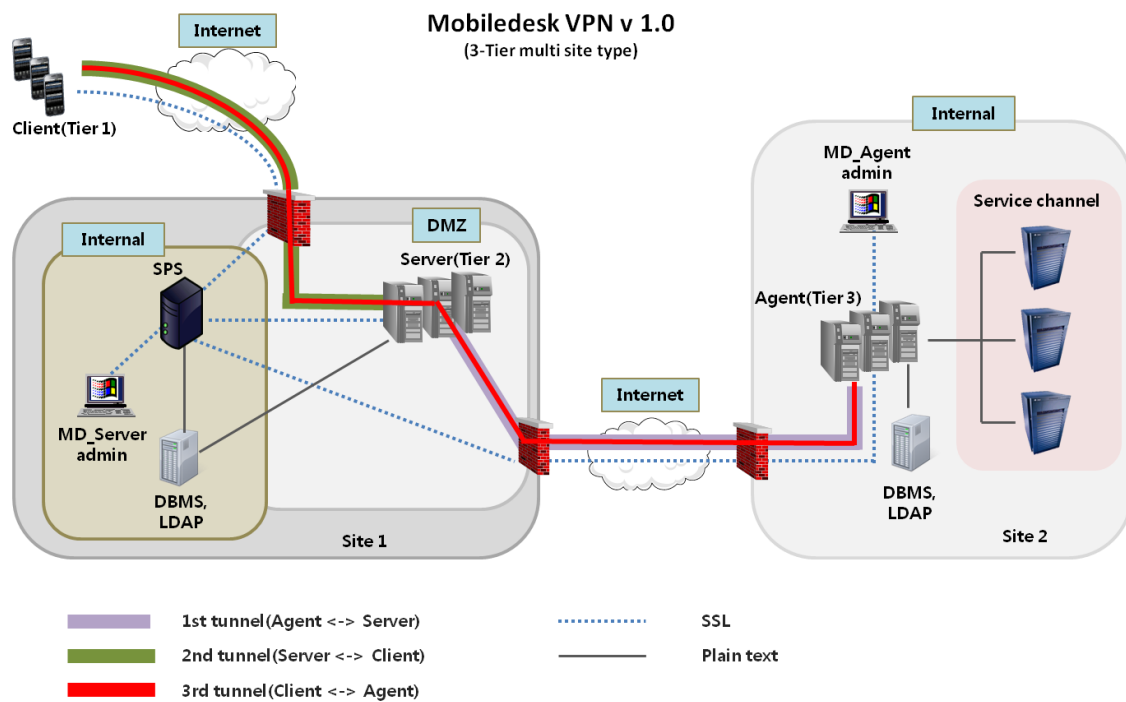 Mobiledesk VPN v 1.0
(3-Tier multi site type)
Internet
Client(Tier 1)
Internal
DMZ
SPS
Server(Tier 2)
MD_Server
admin
DBMS,
LDAP
Site 1
Internet
Internal
MD_Agent
admin
Service channel
Agent(Tier 3)
DBMS,
LDAP
Site 2
1st tunnel(Agent <-> Server)
2nd tunnel(Server <-> Client)
3rd tunnel(Client <-> Agent)
SSL
Plain text